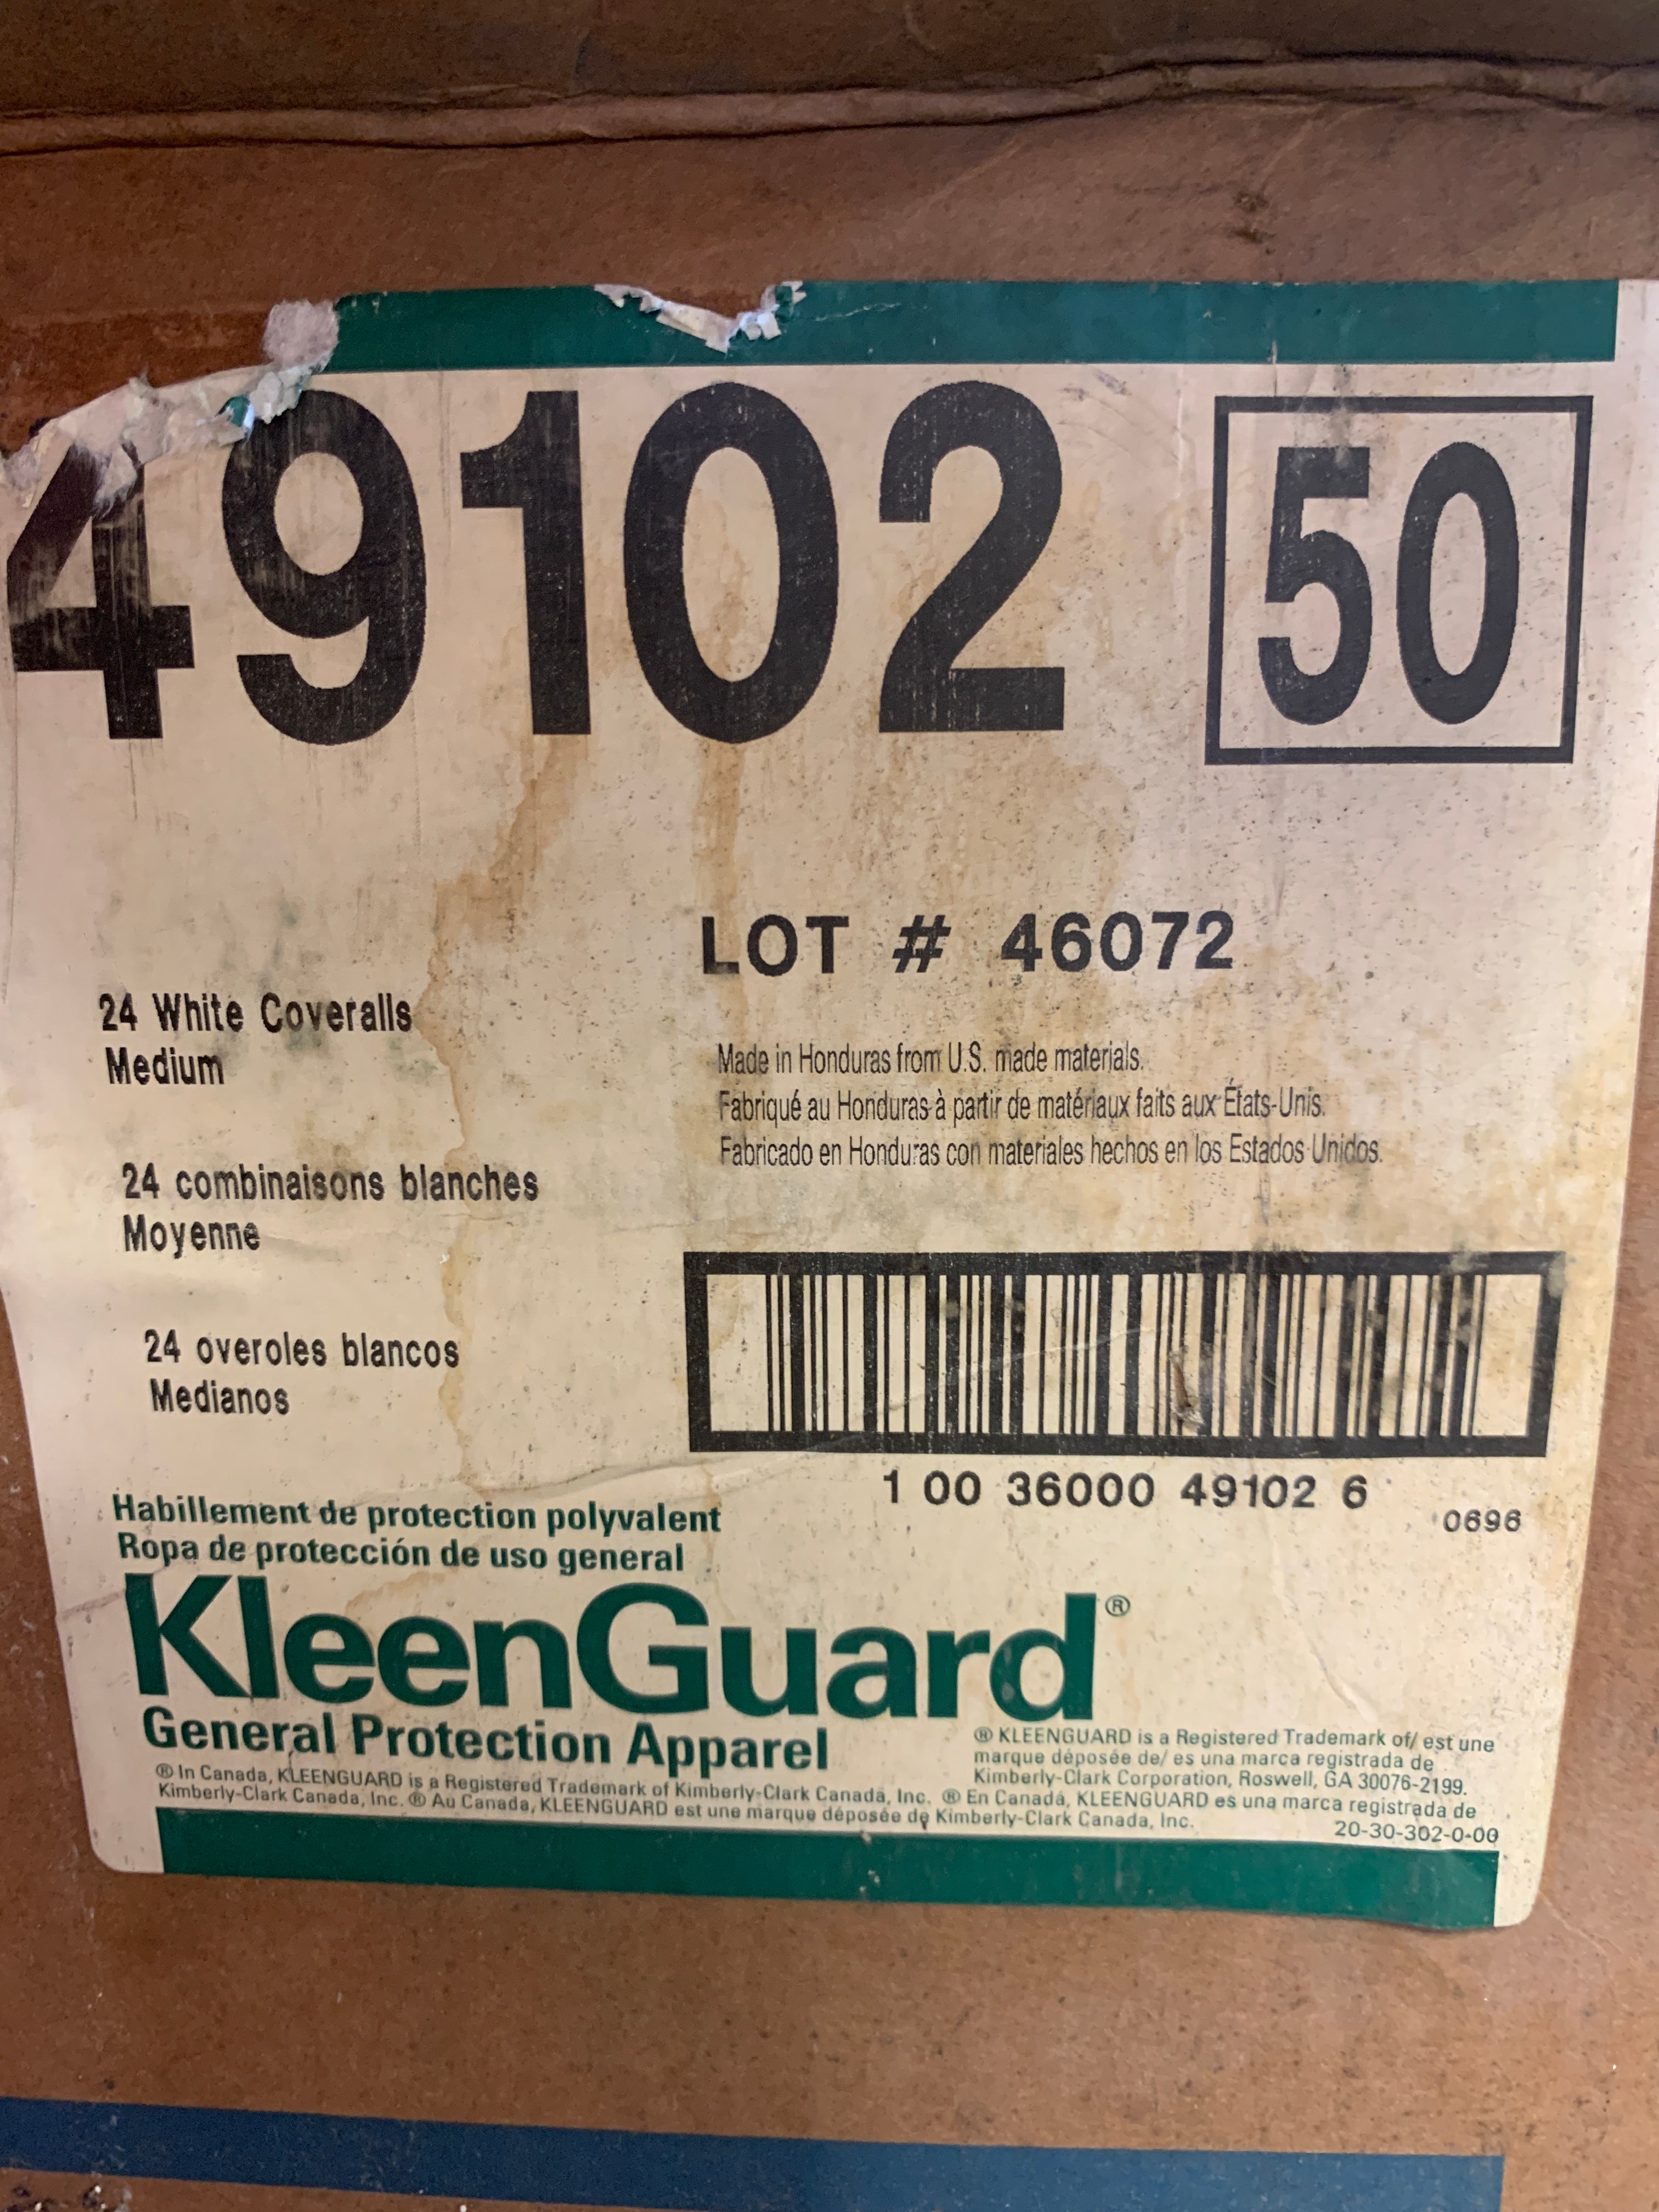 49102 50
LOT # 46072
24 White Coveralls
Medium
Made in Honduras from U.S. made materials.
Fabriqué au Honduras à partir de matériaux faits aux États-Unis.
Fabricado en Honduras con materiales hechos en los Estados Unidos.
24 combinaisons blanches
Moyenne
24 overoles blancos
Medianos
1 00 36000 49102 6
0696
Habillement de protection polyvalent
Ropa de protección de uso general
KleenGuard®
General Protection Apparel
® KLEENGUARD is a Registered Trademark of/ est une
marque déposée de/ es una marca registrada de
Kimberly-Clark Corporation, Roswell, GA 30076-2199.
® In Canada, KLEENGUARD is a Registered Trademark of Kimberly-Clark Canada, Inc. ® En Canadá, KLEENGUARD es una marca registrada de
Kimberly-Clark Canada, Inc. ® Au Canada, KLEENGUARD est une marque déposée de Kimberly-Clark Canada, Inc.
20-30-302-0-00